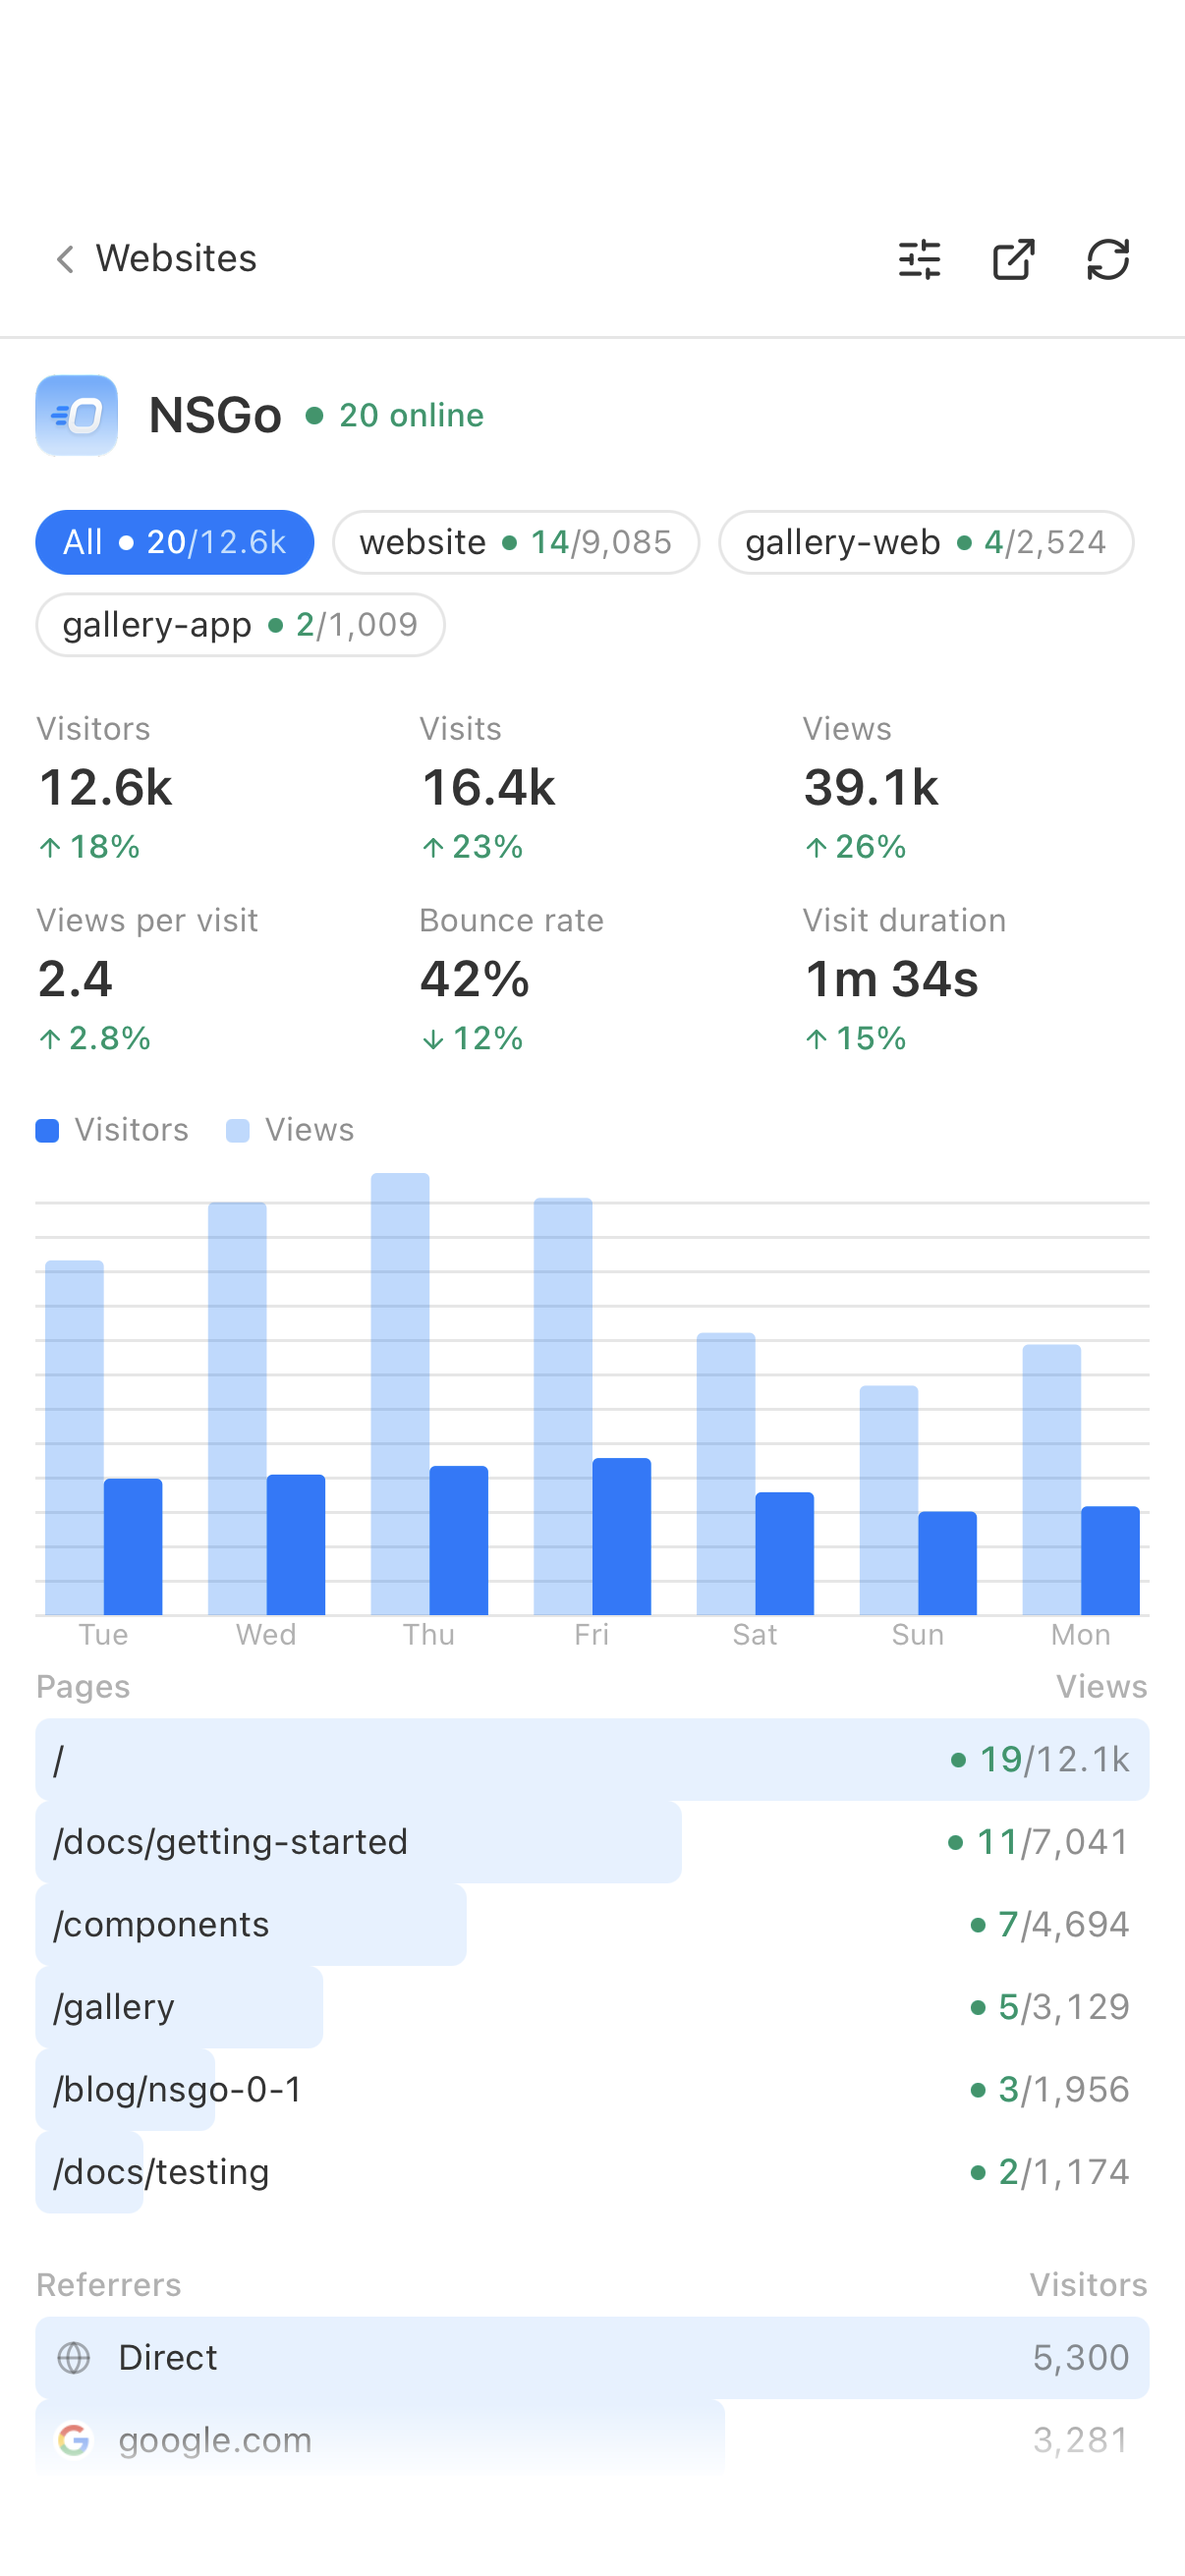 Websites
NSGo 20 online
All 20/12.6k website 14/9,085 gallery-web 4/2,524
gallery-app 2/1,009
Visitors Visits Views
12.6k 16.4k 39.1k
↑ 18% ↑ 23% ↑ 26%
Views per visit Bounce rate Visit duration
2.4 42% 1m 34s
↑ 2.8% ↓ 12% ↑ 15%
Visitors Views
Tue Wed Thu Fri Sat Sun Mon
Pages Views
/ 19/12.1k
/docs/getting-started 11/7,041
/components 7/4,694
/gallery 5/3,129
/blog/nsgo-0-1 3/1,956
/docs/testing 2/1,174
Referrers Visitors
Direct 5,300
google.com 3,281